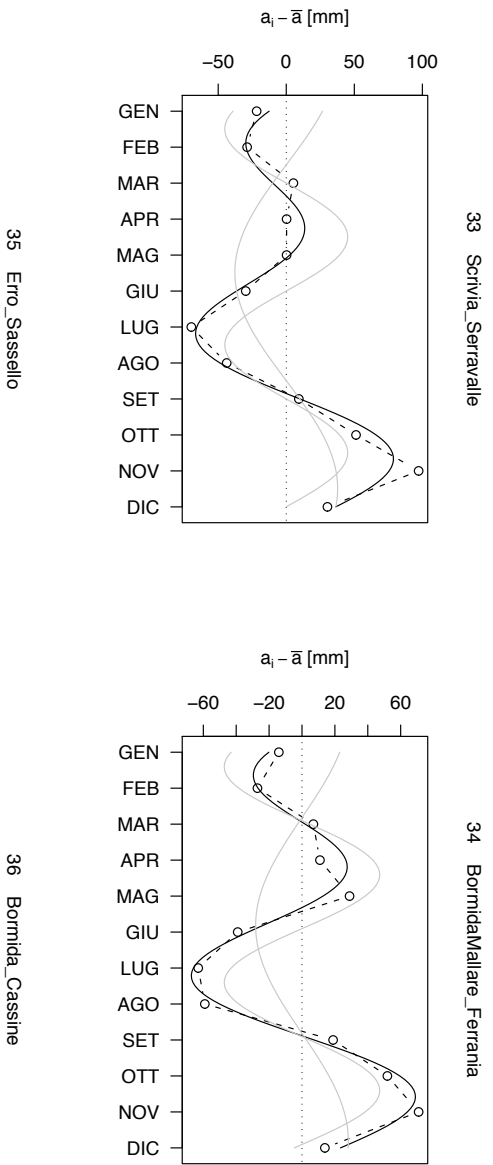 33 Scrivia_Serravalle
aᵢ − a̅ [mm]
−50 0 50 100
GEN
FEB
MAR
APR
MAG
GIU
LUG
AGO
SET
OTT
NOV
DIC
34 BormidaMallare_Ferrania
aᵢ − a̅ [mm]
−60 −20 20 60
GEN
FEB
MAR
APR
MAG
GIU
LUG
AGO
SET
OTT
NOV
DIC
35 Erro_Sassello
36 Bormida_Cassine